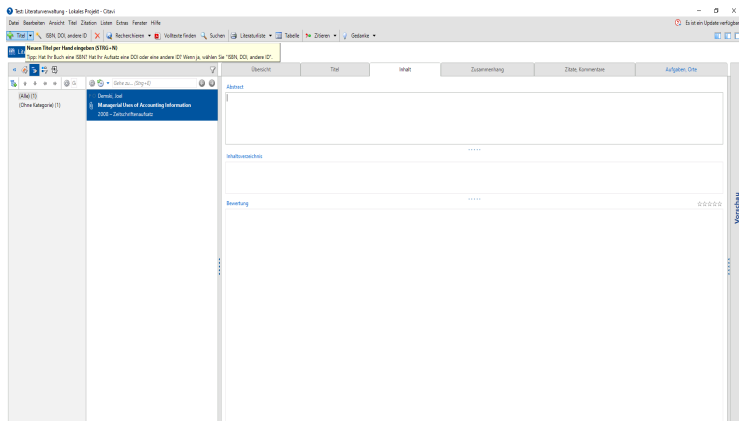 Test: Literaturverwaltung - Lokales Projekt - Citavi
Datei Bearbeiten Ansicht Titel Zitation Listen Extras Fenster Hilfe
Es ist ein Update verfügbar
Titel ISBN, DOI, andere ID Recherchieren Volltexte finden Suchen Literaturliste Tabelle Zitieren Gedanke
Neuen Titel per Hand eingeben (STRG+N)
Tipp: Hat Ihr Buch eine ISBN? Hat Ihr Aufsatz eine DOI oder eine andere ID? Wenn ja, wählen Sie "ISBN, DOI, andere ID".
Übersicht Titel Inhalt Zusammenhang Zitate, Kommentare Aufgaben, Orte
Gehe zu... (Strg+G)
(Alle) (1)
(Ohne Kategorie) (1)
Demski, Joel
Managerial Uses of Accounting Information
2008 – Zeitschriftenaufsatz
Abstract
Inhaltsverzeichnis
Bewertung
Vorschau